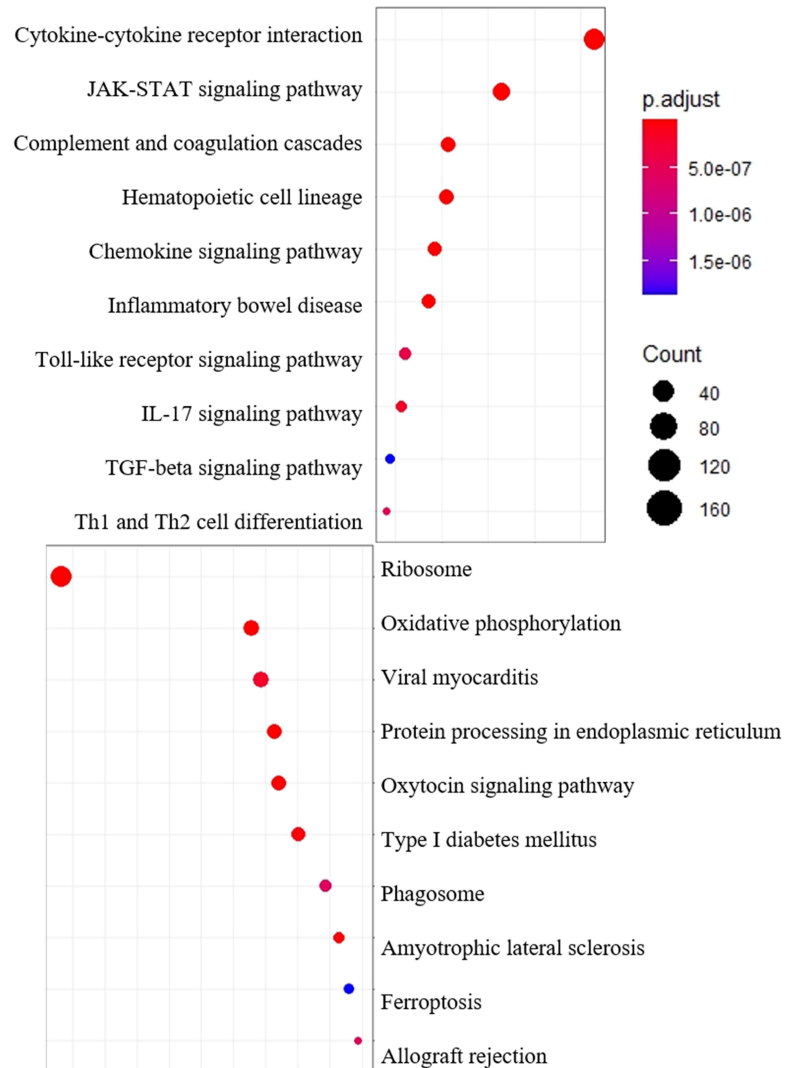 Cytokine-cytokine receptor interaction
JAK-STAT signaling pathway
Complement and coagulation cascades
Hematopoietic cell lineage
Chemokine signaling pathway
Inflammatory bowel disease
Toll-like receptor signaling pathway
IL-17 signaling pathway
TGF-beta signaling pathway
Th1 and Th2 cell differentiation
p.adjust
5.0e-07
1.0e-06
1.5e-06
Count
40
80
120
160
Ribosome
Oxidative phosphorylation
Viral myocarditis
Protein processing in endoplasmic reticulum
Oxytocin signaling pathway
Type I diabetes mellitus
Phagosome
Amyotrophic lateral sclerosis
Ferroptosis
Allograft rejection